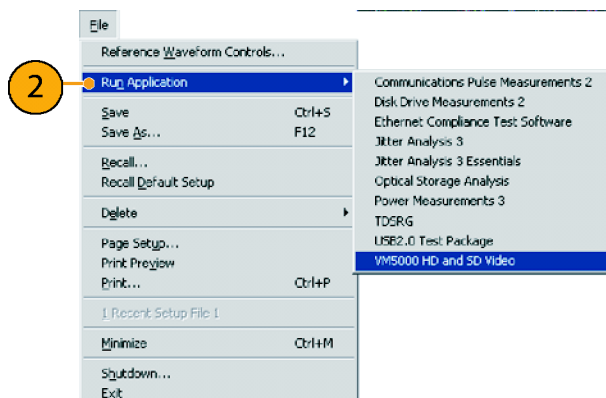 File
Reference Waveform Controls...
2
Run Application
Save Ctrl+S
Save As... F12
Recall...
Recall Default Setup
Delete
Page Setup...
Print Preview
Print... Ctrl+P
1 Recent Setup File 1
Minimize Ctrl+M
Shutdown...
Exit
Communications Pulse Measurements 2
Disk Drive Measurements 2
Ethernet Compliance Test Software
Jitter Analysis 3
Jitter Analysis 3 Essentials
Optical Storage Analysis
Power Measurements 3
TDSRG
USB2.0 Test Package
VM5000 HD and SD Video